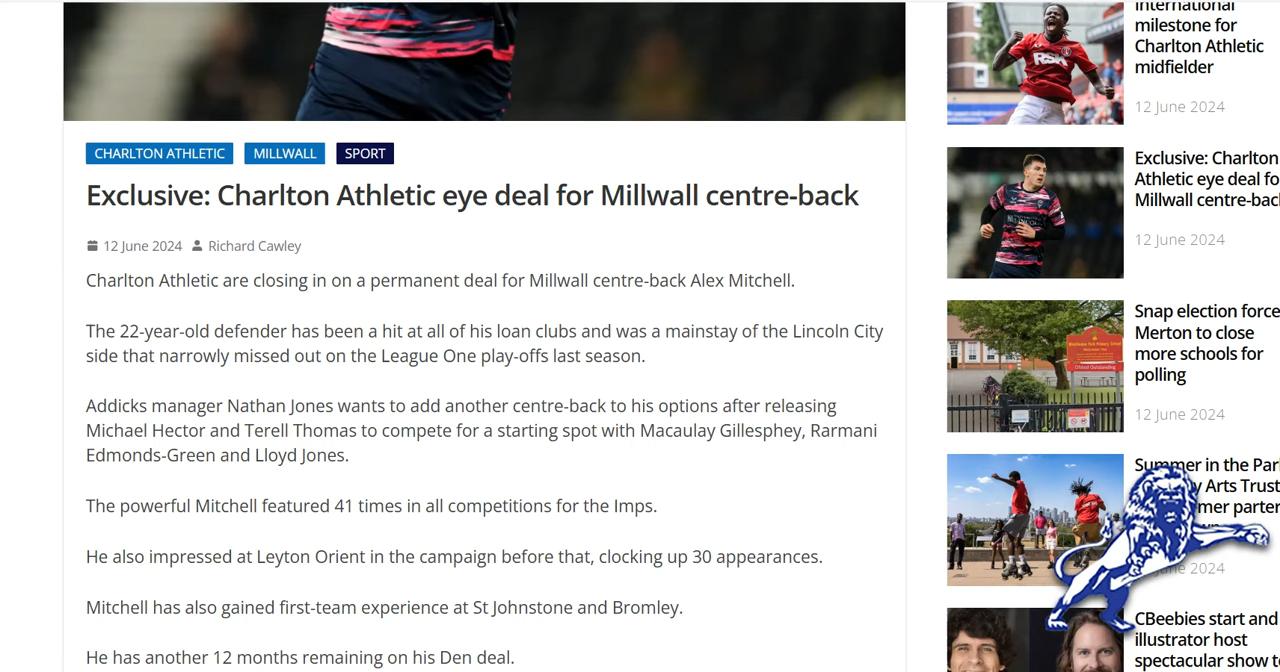 CHARLTON ATHLETIC
MILLWALL
SPORT
Exclusive: Charlton Athletic eye deal for Millwall centre-back
12 June 2024 Richard Cawley
Charlton Athletic are closing in on a permanent deal for Millwall centre-back Alex Mitchell.
The 22-year-old defender has been a hit at all of his loan clubs and was a mainstay of the Lincoln City
side that narrowly missed out on the League One play-offs last season.
Addicks manager Nathan Jones wants to add another centre-back to his options after releasing
Michael Hector and Terell Thomas to compete for a starting spot with Macaulay Gillesphey, Rarmani
Edmonds-Green and Lloyd Jones.
The powerful Mitchell featured 41 times in all competitions for the Imps.
He also impressed at Leyton Orient in the campaign before that, clocking up 30 appearances.
Mitchell has also gained first-team experience at St Johnstone and Bromley.
He has another 12 months remaining on his Den deal.
international
milestone for
Charlton Athletic
midfielder
12 June 2024
RSK
Exclusive: Charlton
Athletic eye deal fo
Millwall centre-back
12 June 2024
Snap election force
Merton to close
more schools for
polling
12 June 2024
Summer in the Par
y Arts Trust
mer parter
2024
CBeebies start and
illustrator host
spectacular show t